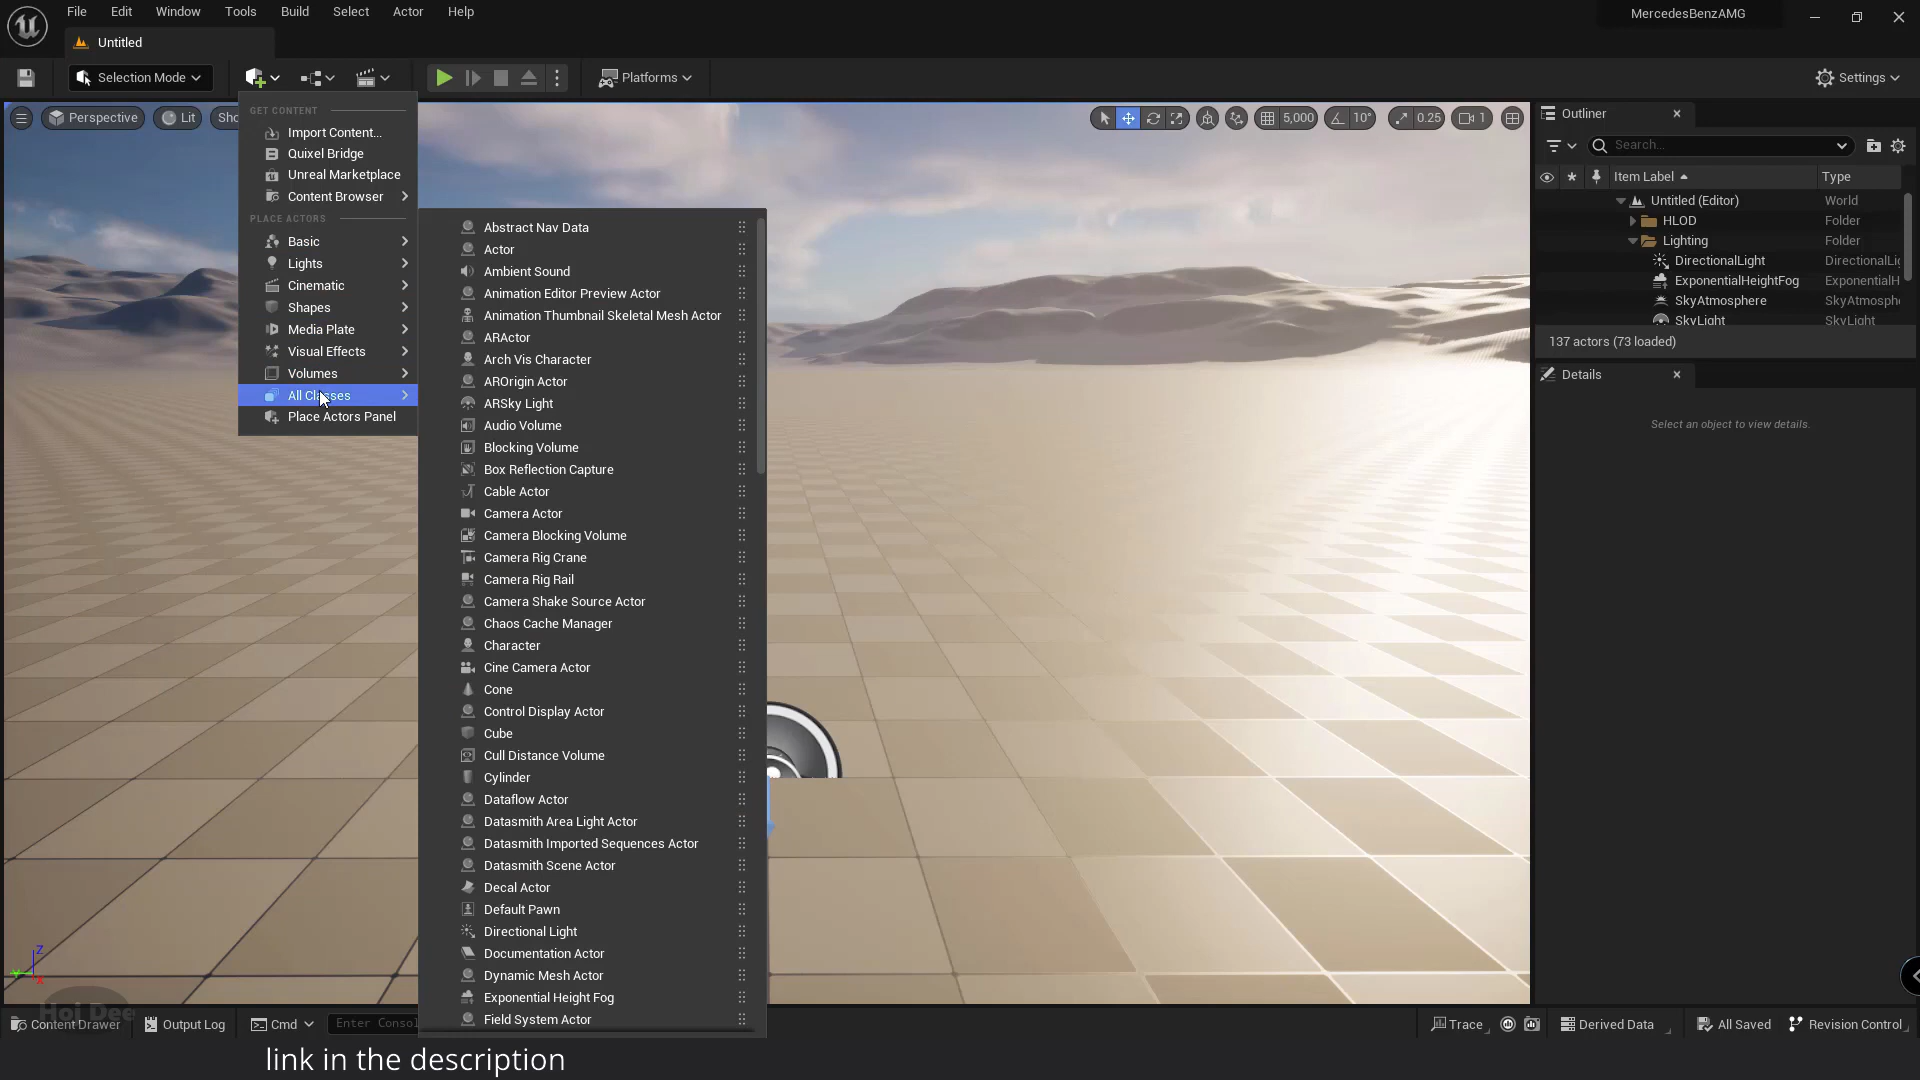 File Edit Window Tools Build Select Actor Help
MercedesBenzAMG
Untitled
Selection Mode
Platforms
Settings
Perspective
Lit
Sho
5,000
10°
0.25
1
GET CONTENT
Import Content...
Quixel Bridge
Unreal Marketplace
Content Browser
PLACE ACTORS
Basic
Lights
Cinematic
Shapes
Media Plate
Visual Effects
Volumes
All Classes
Place Actors Panel
Abstract Nav Data
Actor
Ambient Sound
Animation Editor Preview Actor
Animation Thumbnail Skeletal Mesh Actor
ARActor
Arch Vis Character
AROrigin Actor
ARSky Light
Audio Volume
Blocking Volume
Box Reflection Capture
Cable Actor
Camera Actor
Camera Blocking Volume
Camera Rig Crane
Camera Rig Rail
Camera Shake Source Actor
Chaos Cache Manager
Character
Cine Camera Actor
Cone
Control Display Actor
Cube
Cull Distance Volume
Cylinder
Dataflow Actor
Datasmith Area Light Actor
Datasmith Imported Sequences Actor
Datasmith Scene Actor
Decal Actor
Default Pawn
Directional Light
Documentation Actor
Dynamic Mesh Actor
Exponential Height Fog
Field System Actor
Outliner
Search...
Item Label Type
Untitled (Editor) World
HLOD Folder
Lighting Folder
DirectionalLight DirectionalLig
ExponentialHeightFog ExponentialH
SkyAtmosphere SkyAtmosphe
SkyLight SkyLight
137 actors (73 loaded)
Details
Select an object to view details.
Z
Y
X
Hoi Dee
Content Drawer
Output Log
Cmd
Enter Consol
Trace
Derived Data
All Saved
Revision Control
link in the description